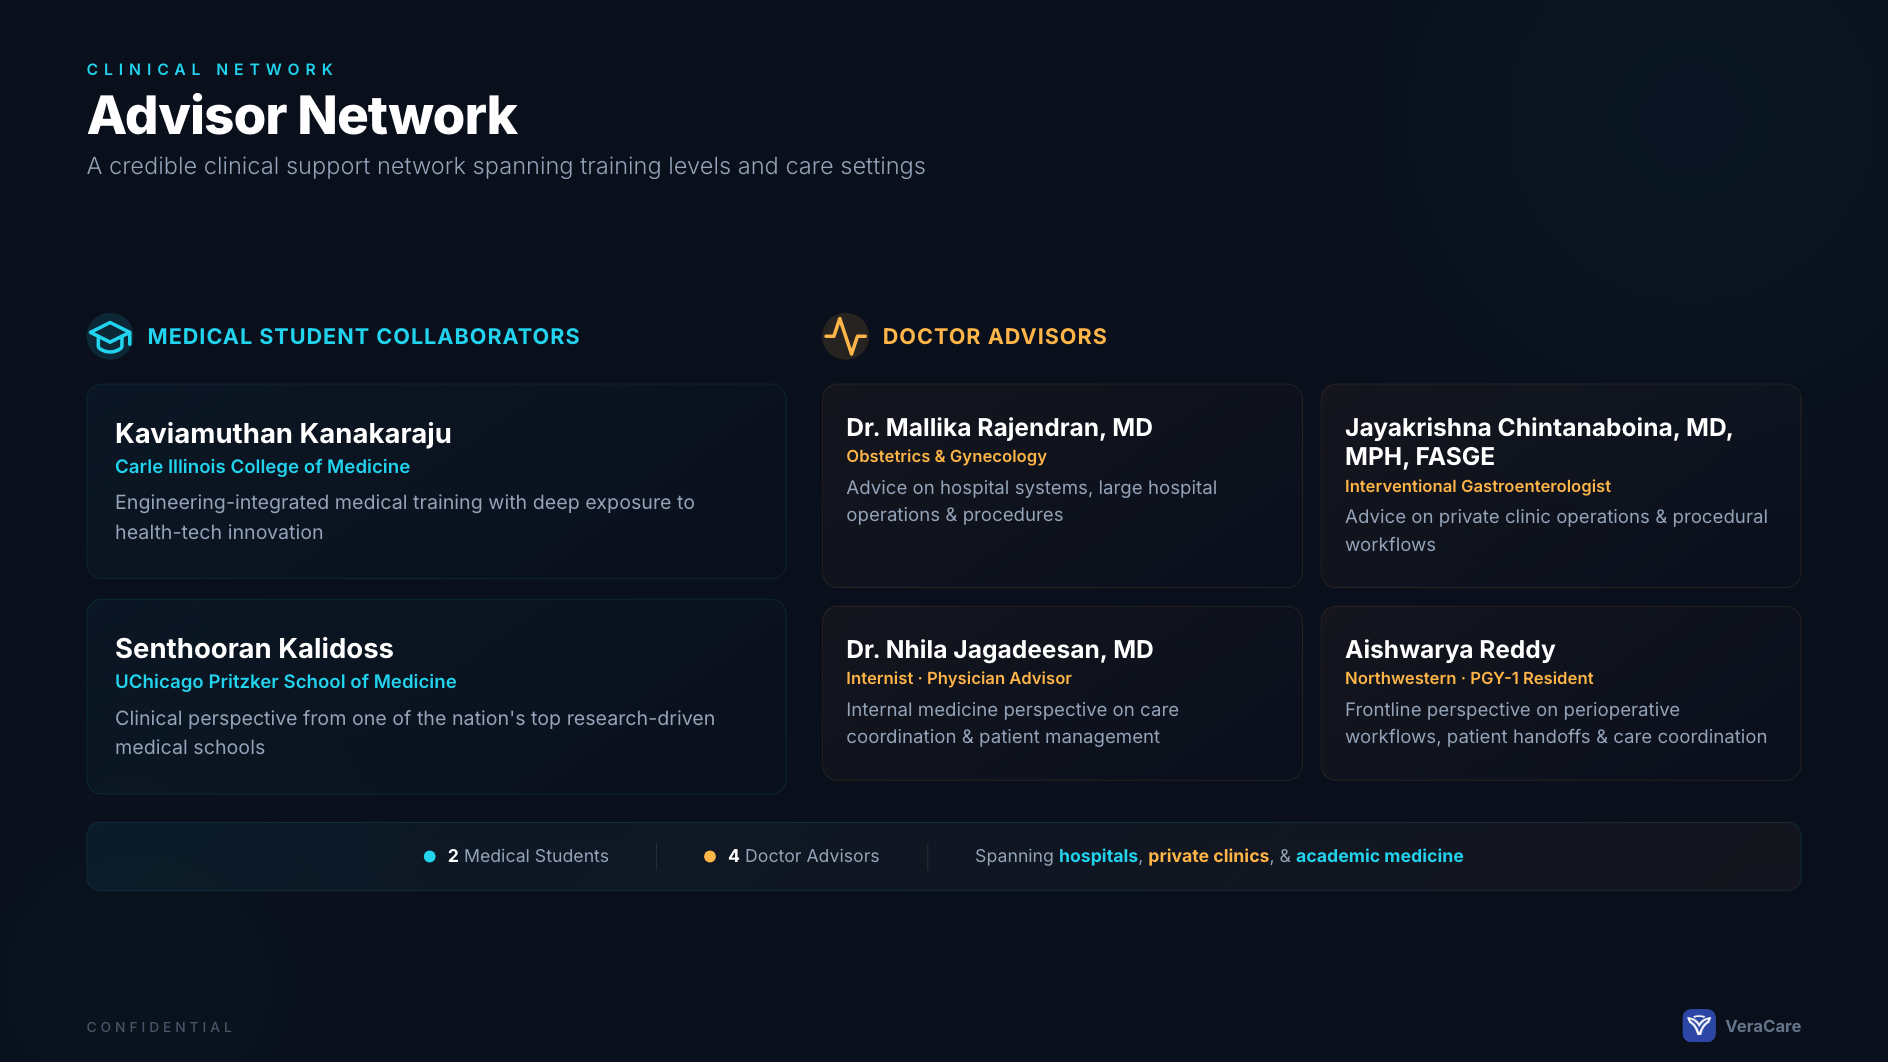 CLINICAL NETWORK
Advisor Network
A credible clinical support network spanning training levels and care settings
MEDICAL STUDENT COLLABORATORS
Kaviamuthan Kanakaraju
Carle Illinois College of Medicine
Engineering-integrated medical training with deep exposure to
health-tech innovation
Senthooran Kalidoss
UChicago Pritzker School of Medicine
Clinical perspective from one of the nation's top research-driven
medical schools
DOCTOR ADVISORS
Dr. Mallika Rajendran, MD
Obstetrics & Gynecology
Advice on hospital systems, large hospital
operations & procedures
Jayakrishna Chintanaboina, MD,
MPH, FASGE
Interventional Gastroenterologist
Advice on private clinic operations & procedural
workflows
Dr. Nhila Jagadeesan, MD
Internist · Physician Advisor
Internal medicine perspective on care
coordination & patient management
Aishwarya Reddy
Northwestern · PGY-1 Resident
Frontline perspective on perioperative
workflows, patient handoffs & care coordination
2 Medical Students
4 Doctor Advisors
Spanning hospitals, private clinics, & academic medicine
CONFIDENTIAL
VeraCare